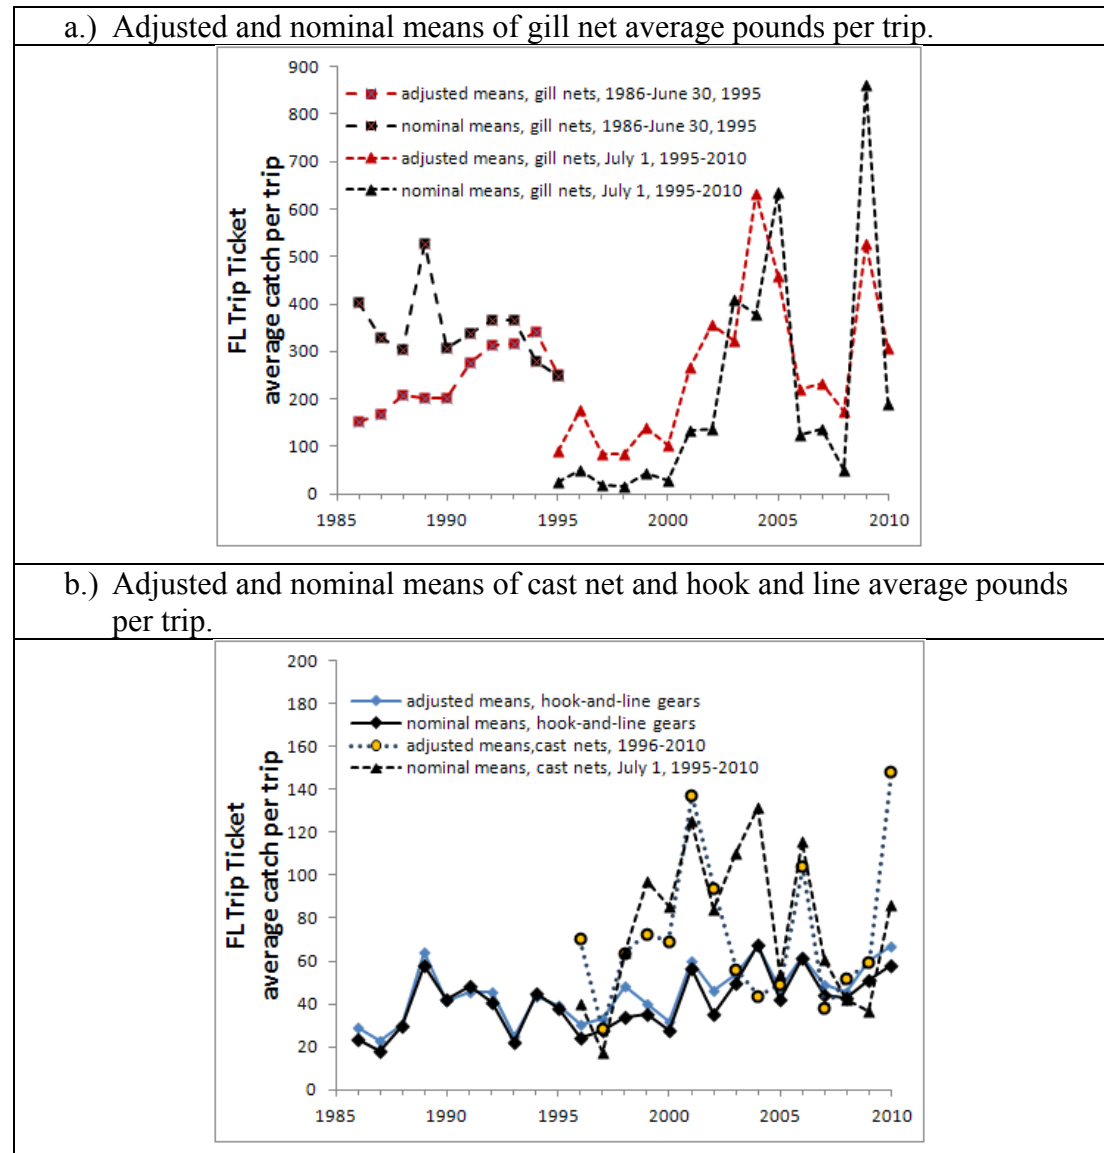 a.) Adjusted and nominal means of gill net average pounds per trip.
900
800
700
600
500
400
300
200
100
0
FL Trip Ticket
average catch per trip
adjusted means, gill nets, 1986-June 30, 1995
nominal means, gill nets, 1986-June 30, 1995
adjusted means, gill nets, July 1, 1995-2010
nominal means, gill nets, July 1, 1995-2010
1985 1990 1995 2000 2005 2010
b.) Adjusted and nominal means of cast net and hook and line average pounds
per trip.
200
180
160
140
120
100
80
60
40
20
0
FL Trip Ticket
average catch per trip
adjusted means, hook-and-line gears
nominal means, hook-and-line gears
adjusted means,cast nets, 1996-2010
nominal means, cast nets, July 1, 1995-2010
1985 1990 1995 2000 2005 2010